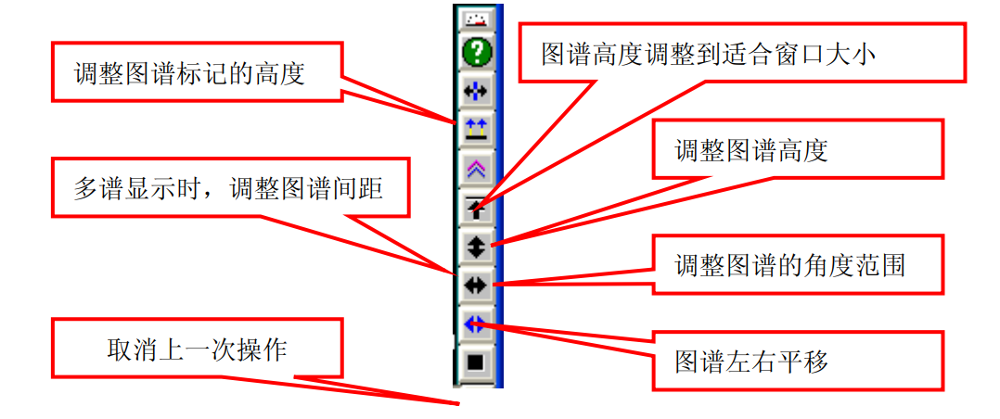 图谱高度调整到适合窗口大小
调整图谱标记的高度
调整图谱高度
多谱显示时，调整图谱间距
调整图谱的角度范围
取消上一次操作
图谱左右平移